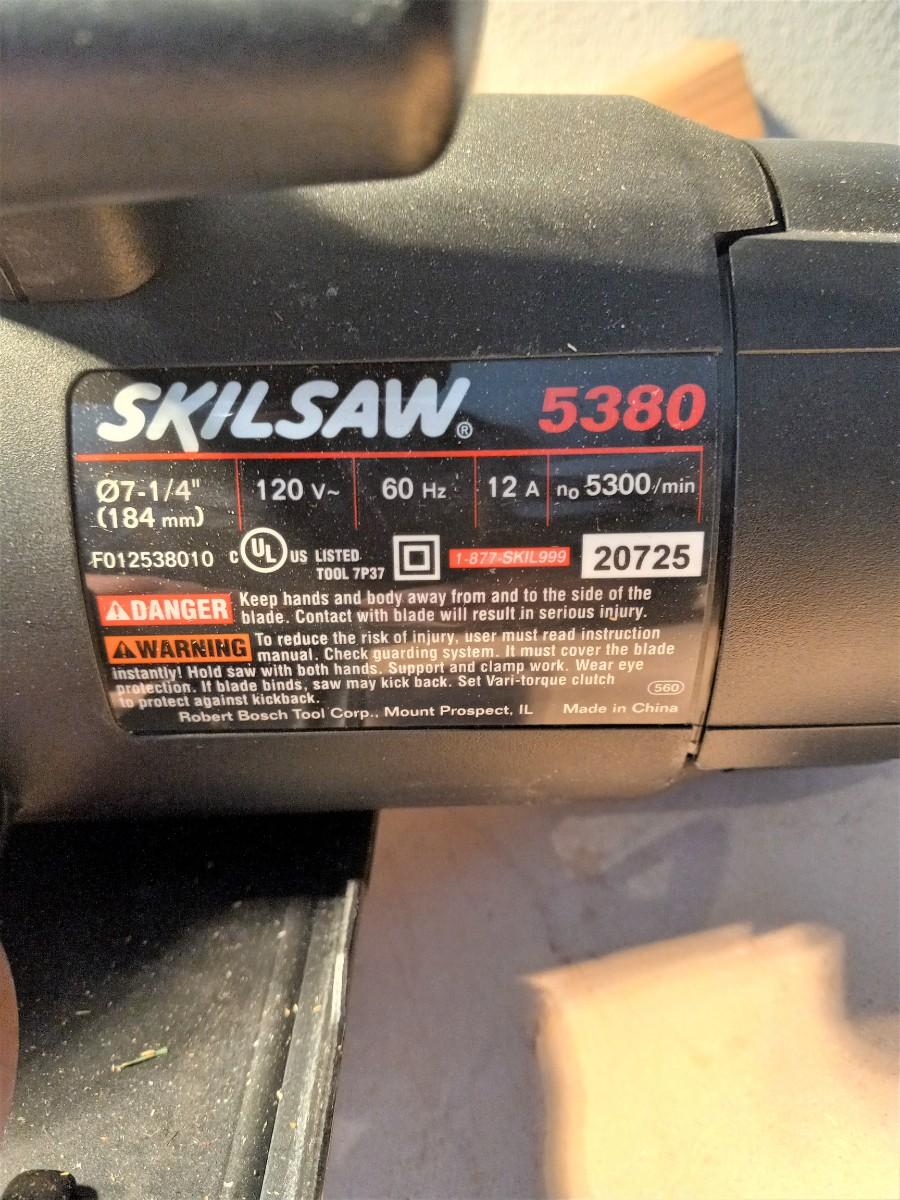 SKILSAW® 5380
Ø7-1/4" 120 V~ 60 Hz 12 A n₀ 5300/min
(184 mm)
F012538010 C UL US LISTED 1-877-SKIL999 20725
TOOL 7P37
DANGER Keep hands and body away from and to the side of the
blade. Contact with blade will result in serious injury.
WARNING To reduce the risk of injury, user must read instruction
manual. Check guarding system. It must cover the blade
instantly! Hold saw with both hands. Support and clamp work. Wear eye
protection. If blade binds, saw may kick back. Set Vari-torque clutch
to protect against kickback. 560
Robert Bosch Tool Corp., Mount Prospect, IL Made in China